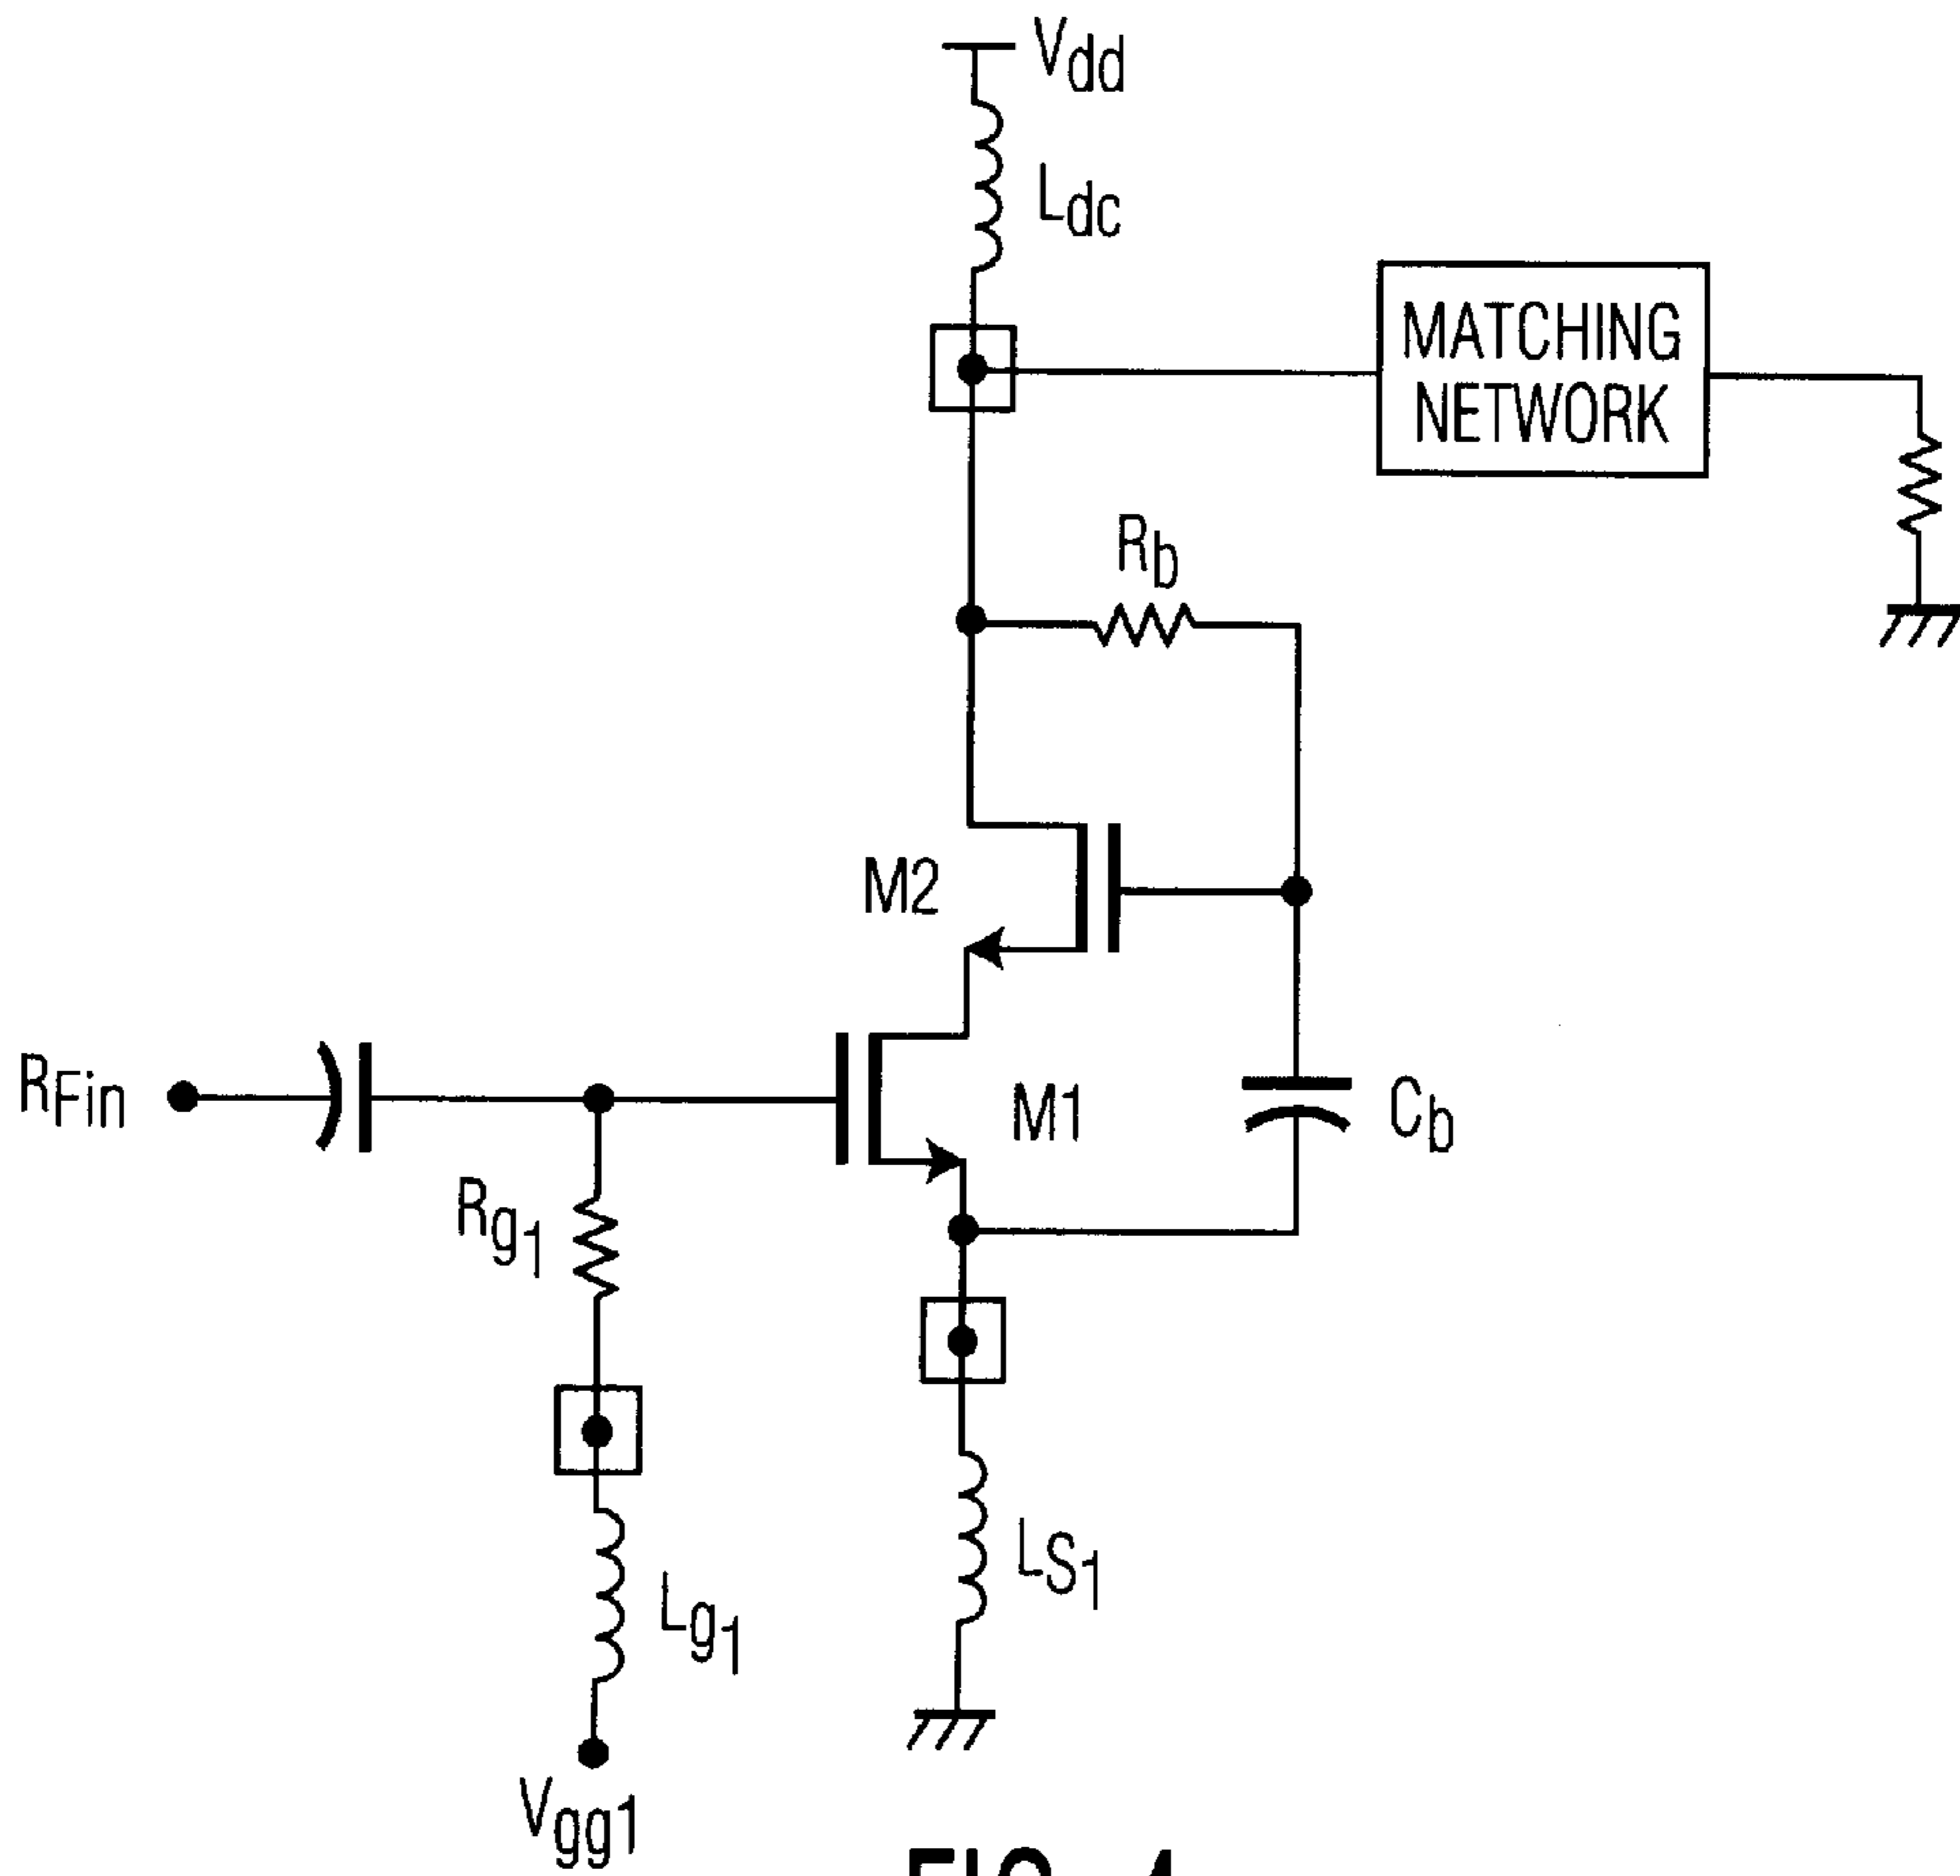 Vdd
Ldc
MATCHING
NETWORK
Rb
M2
RFin
M1
Cb
Rg1
LS1
Lg1
Vgg1